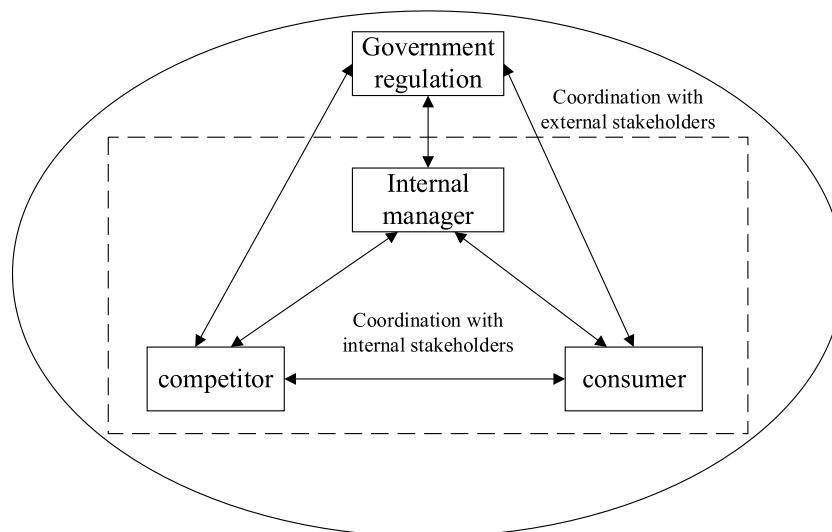 Government
regulation
Coordination with
external stakeholders
Internal
manager
Coordination with
internal stakeholders
competitor
consumer